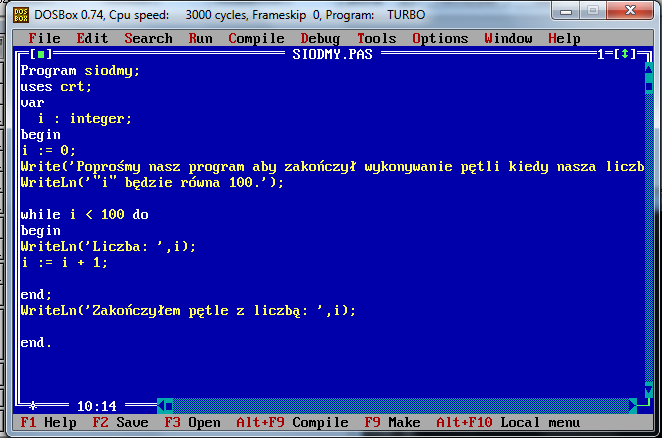 DOSBox 0.74, Cpu speed: 3000 cycles, Frameskip 0, Program: TURBO
File Edit Search Run Compile Debug Tools Options Window Help
[■] SIODMY.PAS 1=[↕]
Program siodmy;
uses crt;
var
i : integer;
begin
i := 0;
Write('Poprośmy nasz program aby zakończył wykonywanie pętli kiedy nasza liczb
WriteLn('"i" będzie równa 100.');
while i < 100 do
begin
WriteLn('Liczba: ',i);
i := i + 1;
end;
WriteLn('Zakończyłem pętle z liczbą: ',i);
end.
* 10:14
F1 Help F2 Save F3 Open Alt+F9 Compile F9 Make Alt+F10 Local menu